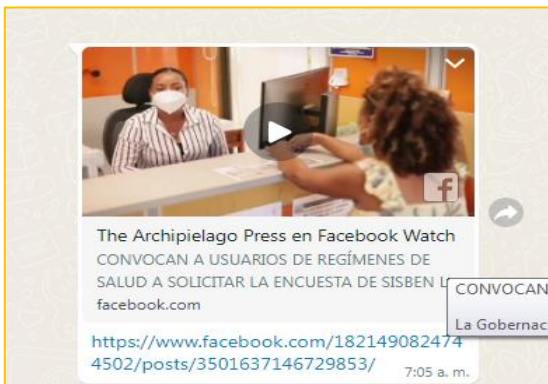 The Archipielago Press en Facebook Watch
CONVOCAN A USUARIOS DE REGÍMENES DE
SALUD A SOLICITAR LA ENCUESTA DE SISBEN
facebook.com
CONVOCAN
La Gobernac
https://www.facebook.com/182149082474
4502/posts/3501637146729853/
7:05 a. m.